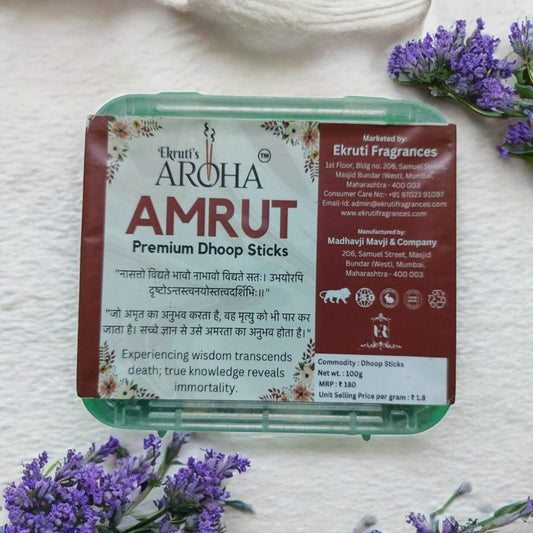 Ekruti's
AROHA TM
AMRUT
Premium Dhoop Sticks
"नासतो विद्यते भावो नाभावो विद्यते सतः। उभयोरपि
दृष्टोऽन्तस्त्वनयोस्तत्त्वदर्शिभिः॥"
"जो अमृत का अनुभव करता है, वह मृत्यु को भी पार कर
जाता है। सच्चे ज्ञान से उसे अमरता का अनुभव होता है।"
Experiencing wisdom transcends
death; true knowledge reveals
immortality.
Marketed by:
Ekruti Fragrances
1st Floor, Bldg no. 206, Samuel Street,
Masjid Bundar (West), Mumbai,
Maharashtra - 400 003
Consumer Care No:- +91 97023 91097
Email-Id: admin@ekrutifragrances.com
www.ekrutifragrances.com
Manufactured by:
Madhavji Mavji & Company
206, Samuel Street, Masjid
Bundar (West), Mumbai,
Maharashtra - 400 003
ISO
Commodity : Dhoop Sticks
Net wt. : 100g
MRP : ₹ 180
Unit Selling Price per gram : ₹ 1.8